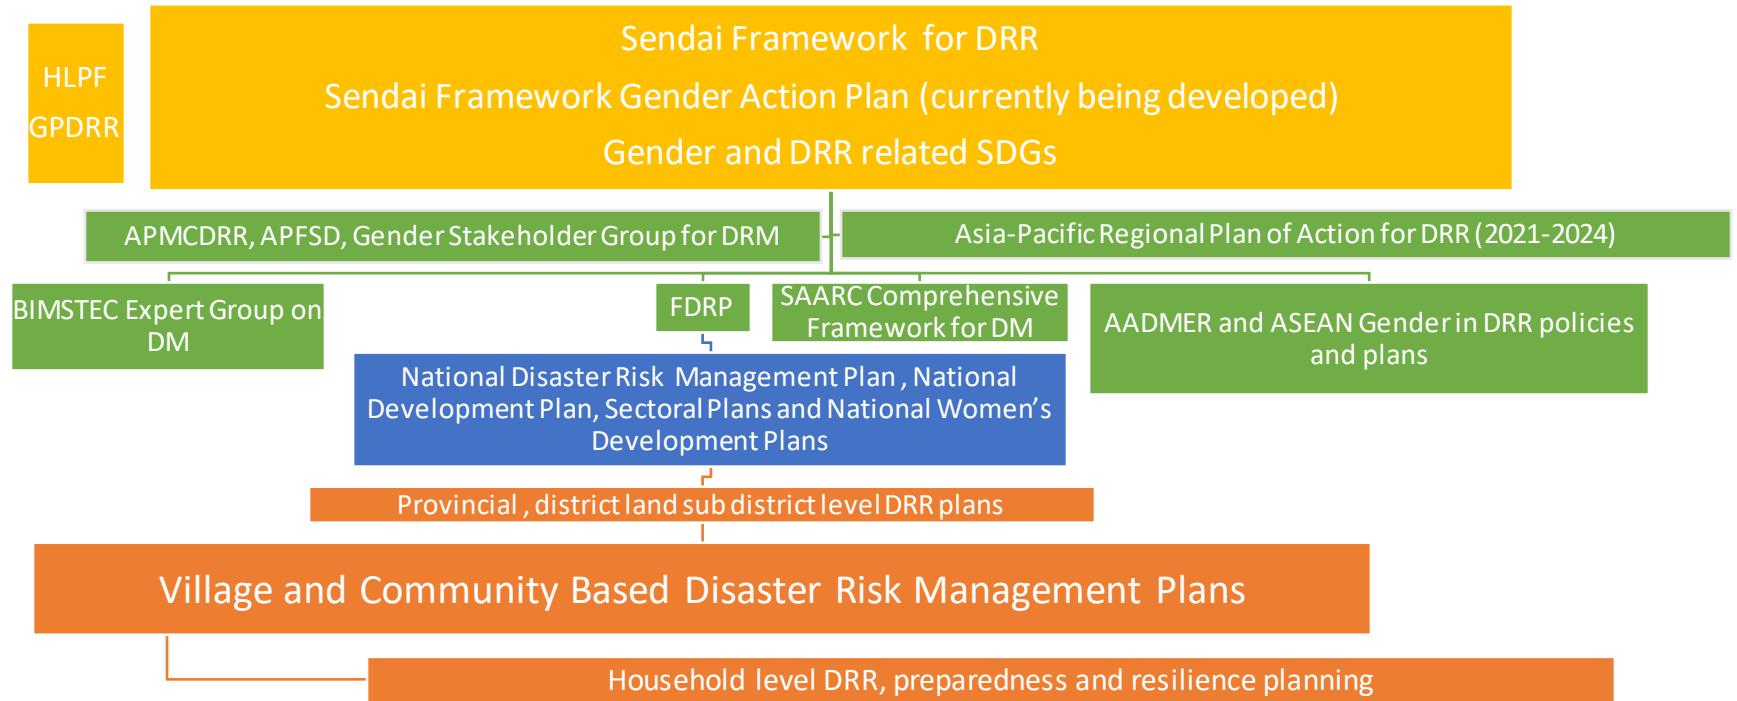 HLPF
GPDRR
Sendai Framework for DRR
Sendai Framework Gender Action Plan (currently being developed)
Gender and DRR related SDGs
APMCDRR, APFSD, Gender Stakeholder Group for DRM
Asia-Pacific Regional Plan of Action for DRR (2021-2024)
BIMSTEC Expert Group on
DM
FDRP
SAARC Comprehensive
Framework for DM
AADMER and ASEAN Gender in DRR policies
and plans
National Disaster Risk Management Plan , National
Development Plan, Sectoral Plans and National Women’s
Development Plans
Provincial , district land sub district level DRR plans
Village and Community Based Disaster Risk Management Plans
Household level DRR, preparedness and resilience planning